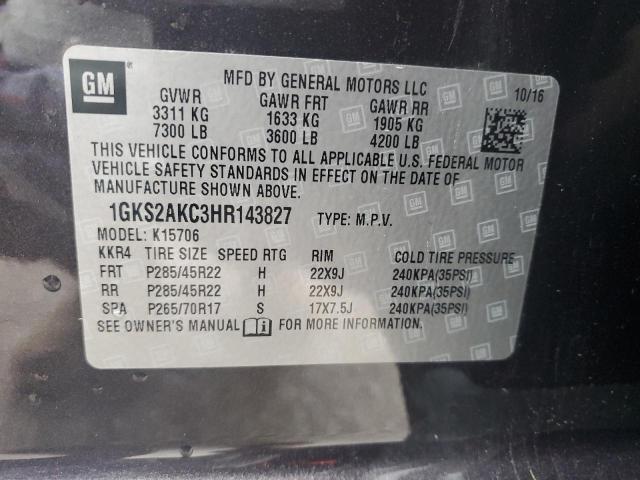 GM
MFD BY GENERAL MOTORS LLC
10/16
GVWR GAWR FRT GAWR RR
3311 KG 1633 KG 1905 KG
7300 LB 3600 LB 4200 LB
THIS VEHICLE CONFORMS TO ALL APPLICABLE U.S. FEDERAL MOTOR
VEHICLE SAFETY STANDARDS IN EFFECT ON THE DATE OF
MANUFACTURE SHOWN ABOVE.
1GKS2AKC3HR143827 TYPE: M.P.V.
MODEL: K15706
KKR4 TIRE SIZE SPEED RTG RIM COLD TIRE PRESSURE
FRT P285/45R22 H 22X9J 240KPA(35PSI)
RR P285/45R22 H 22X9J 240KPA(35PSI)
SPA P265/70R17 S 17X7.5J 240KPA(35PSI)
SEE OWNER'S MANUAL FOR MORE INFORMATION.